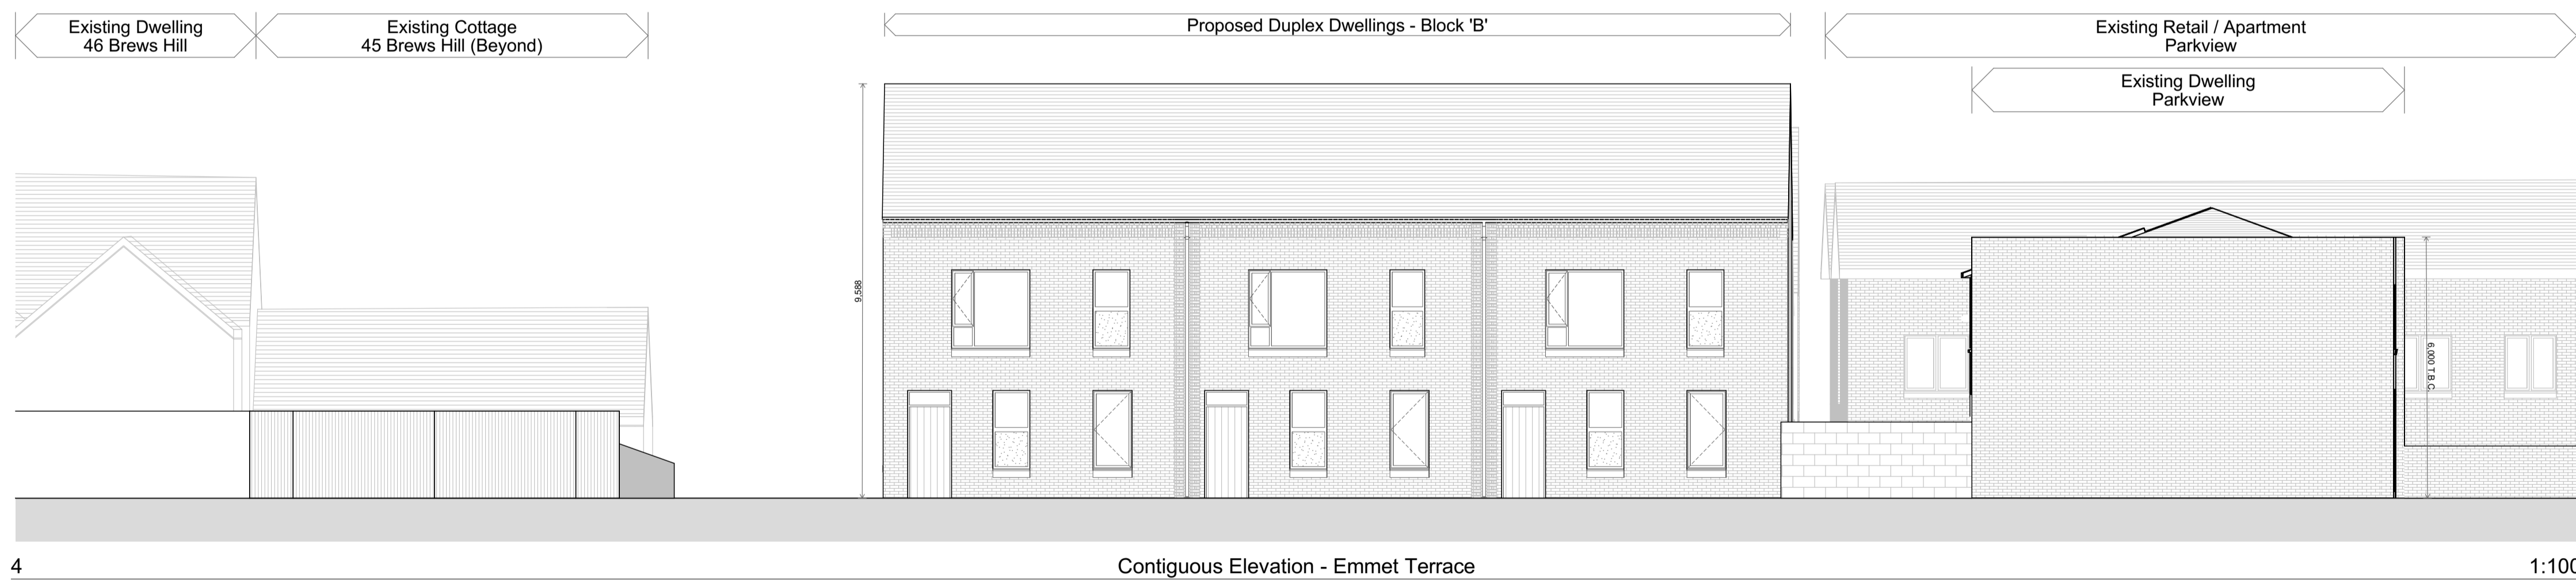 Existing Dwelling
46 Brews Hill
Existing Cottage
45 Brews Hill (Beyond)
Proposed Duplex Dwellings - Block 'B'
Existing Retail / Apartment
Parkview
Existing Dwelling
Parkview
9,588
6,000 T.B.C.
4
Contiguous Elevation - Emmet Terrace
1:100